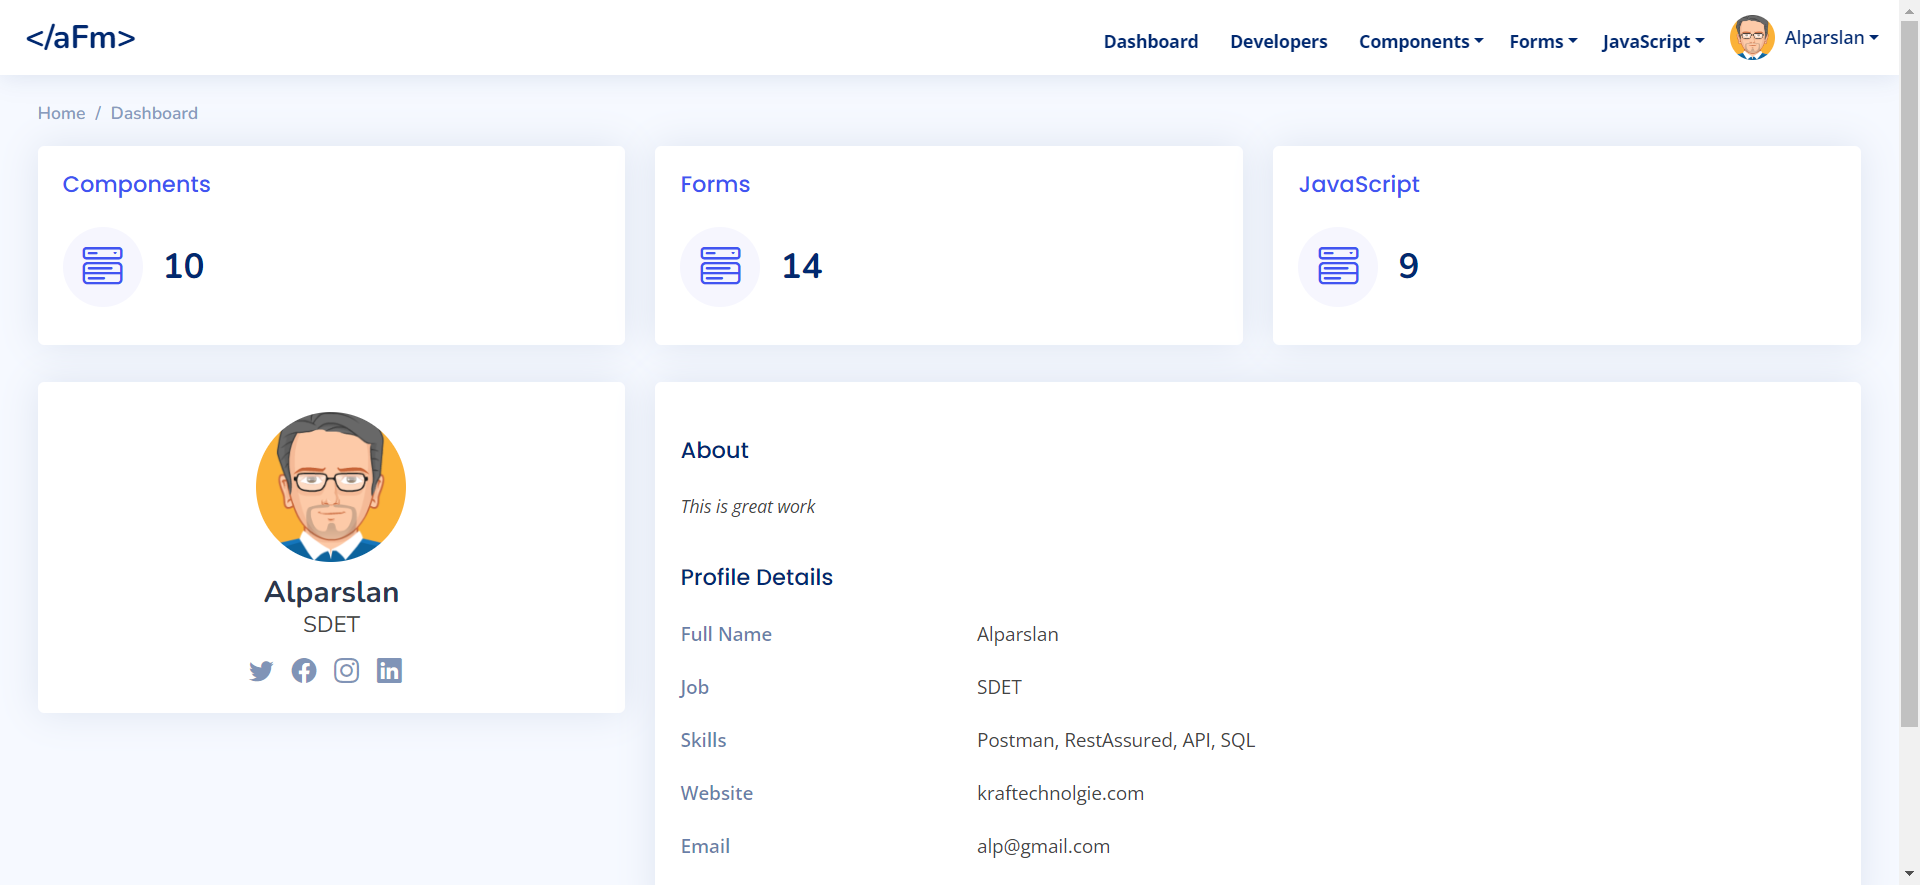 </aFm>
Dashboard Developers Components Forms JavaScript Alparslan
Home / Dashboard
Components
10
Forms
14
JavaScript
9
Alparslan
SDET
in
About
This is great work
Profile Details
Full Name Alparslan
Job SDET
Skills Postman, RestAssured, API, SQL
Website kraftechnolgie.com
Email alp@gmail.com